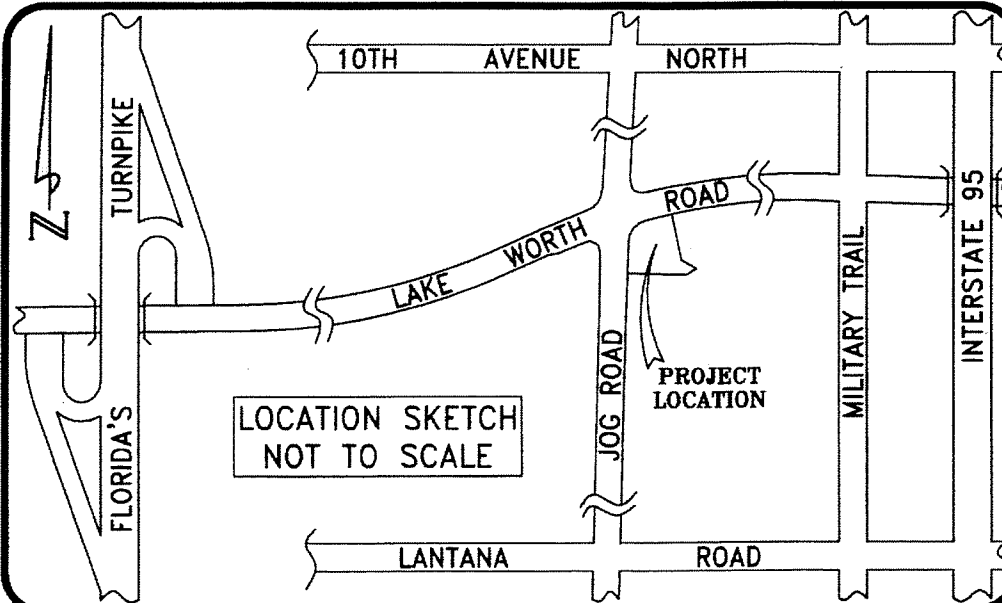 10TH AVENUE NORTH
FLORIDA'S TURNPIKE
Z
LAKE WORTH ROAD
JOG ROAD
MILITARY TRAIL
INTERSTATE 95
PROJECT
LOCATION
LOCATION SKETCH
NOT TO SCALE
LANTANA ROAD